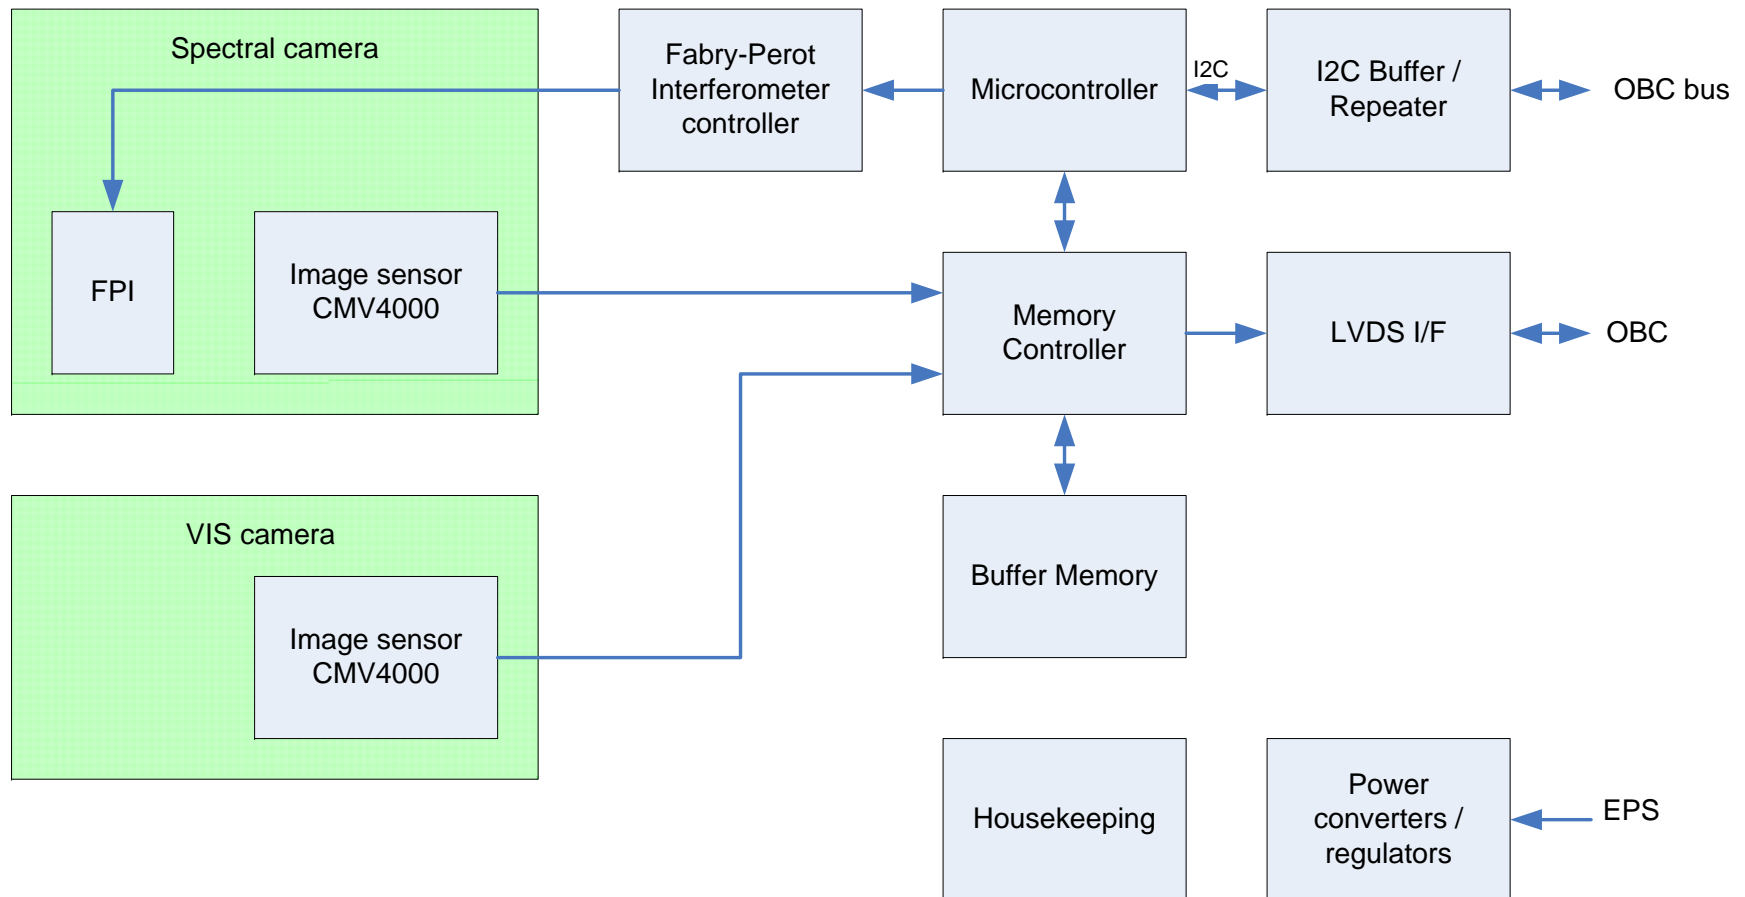 Spectral camera
Fabry-Perot
Interferometer
controller
Microcontroller
I2C
I2C Buffer /
Repeater
OBC bus
FPI
Image sensor
CMV4000
Memory
Controller
LVDS I/F
OBC
VIS camera
Image sensor
CMV4000
Buffer Memory
Housekeeping
Power
converters /
regulators
EPS